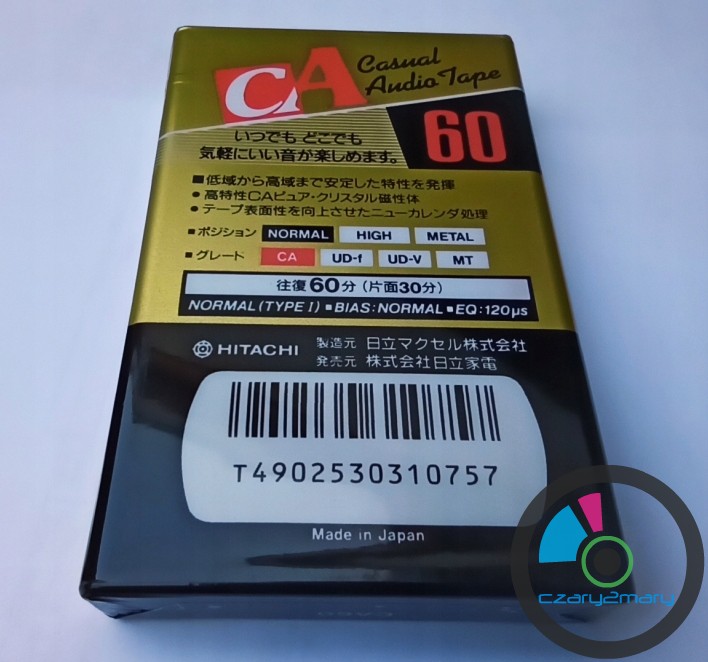 CA Casual
Audio Tape
いつでも どこでも
気軽にいい音が楽しめます。
60
■低域から高域まで安定した特性を発揮
●高特性CAピュア・クリスタル磁性体
●テープ表面性を向上させたニューカレンダ処理
■ポジション NORMAL HIGH METAL
■グレード CA UD-f UD-V MT
往復60分(片面30分)
NORMAL(TYPE I)■BIAS:NORMAL■EQ:120μs
HITACHI 製造元 日立マクセル株式会社
発売元 株式会社日立家電
T4902530310757
Made in Japan
czary2mary